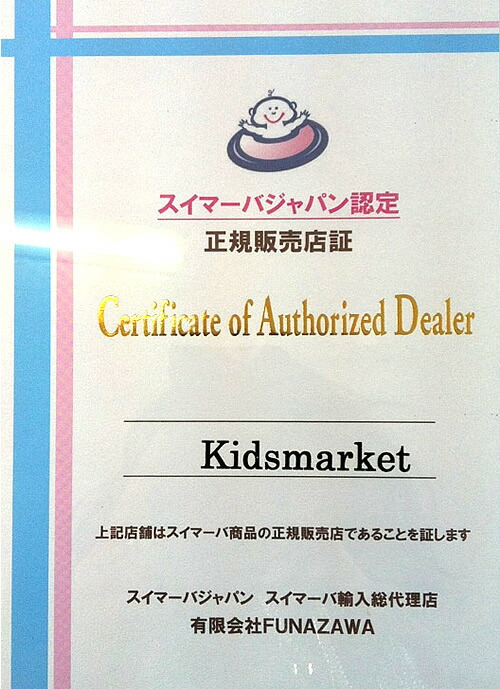 スイマーバジャパン認定
正規販売店証
Certificate of Authorized Dealer
Kidsmarket
上記店舗はスイマーバ商品の正規販売店であることを証します
スイマーバジャパン スイマーバ輸入総代理店
有限会社FUNAZAWA